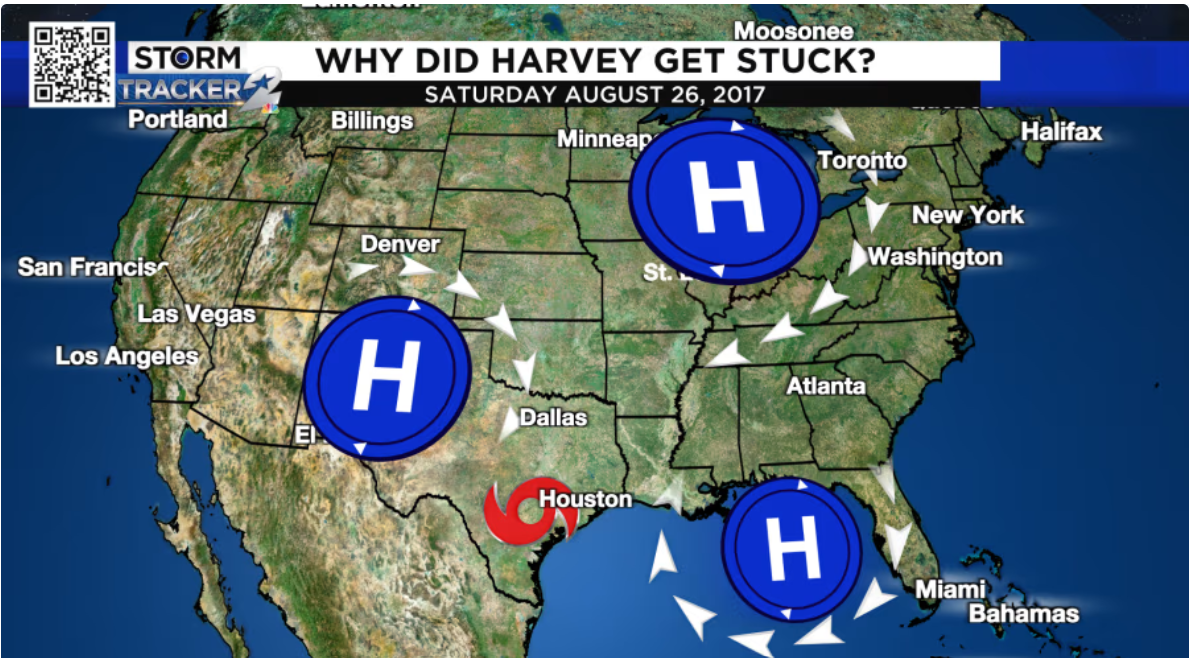 Moosonee
STORM
TRACKER 2
WHY DID HARVEY GET STUCK?
SATURDAY AUGUST 26, 2017
Portland
Billings
Minneap
Halifax
Toronto
H
New York
Denver
Washington
San Francisc
St.
Las Vegas
Los Angeles
H
Atlanta
Dallas
El
Houston
H
Miami
Bahamas